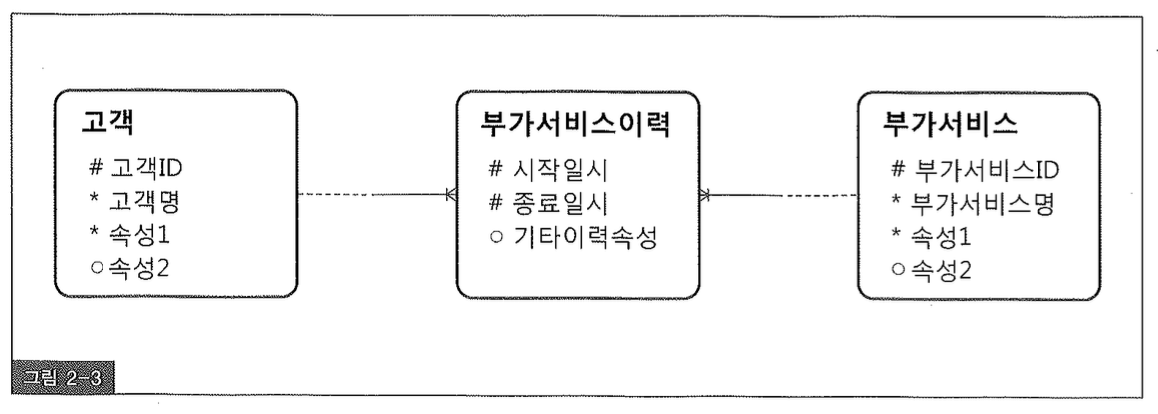 고객
# 고객ID
* 고객명
* 속성1
○ 속성2
부가서비스이력
# 시작일시
# 종료일시
○ 기타이력속성
부가서비스
# 부가서비스ID
* 부가서비스명
* 속성1
○ 속성2
그림 2-3